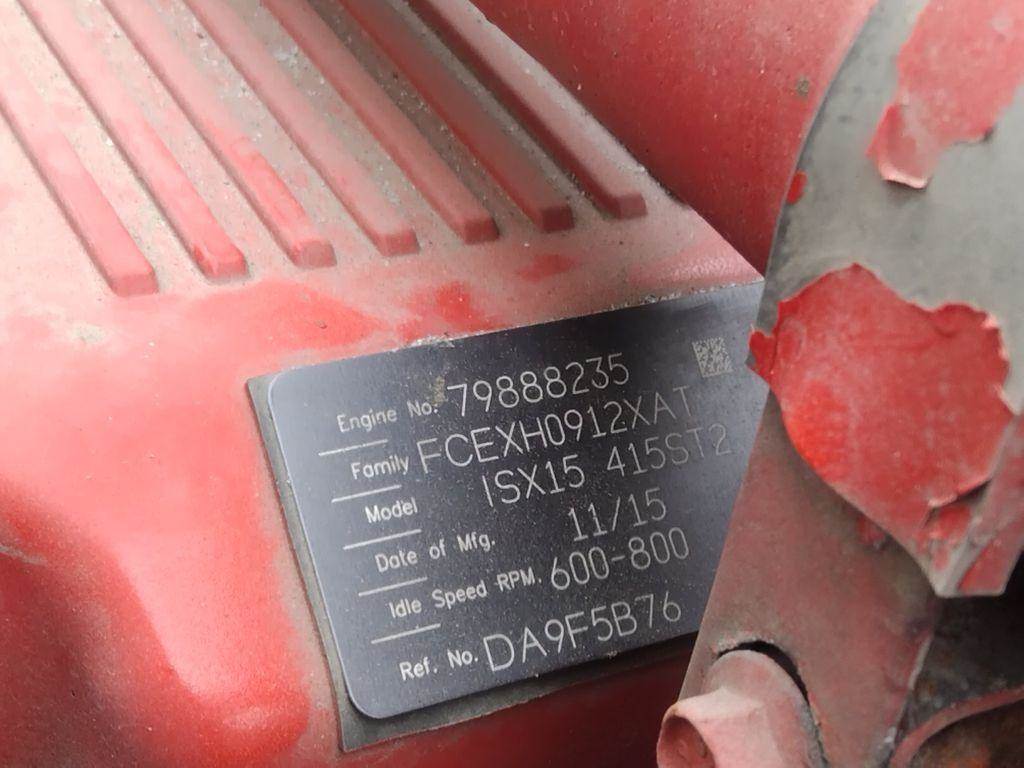 Engine No. 79888235
Family FCEXH0912XAT
Model ISX15 415ST2
Date of Mfg. 11/15
Idle Speed RPM. 600-800
Ref. No. DA9F5B76